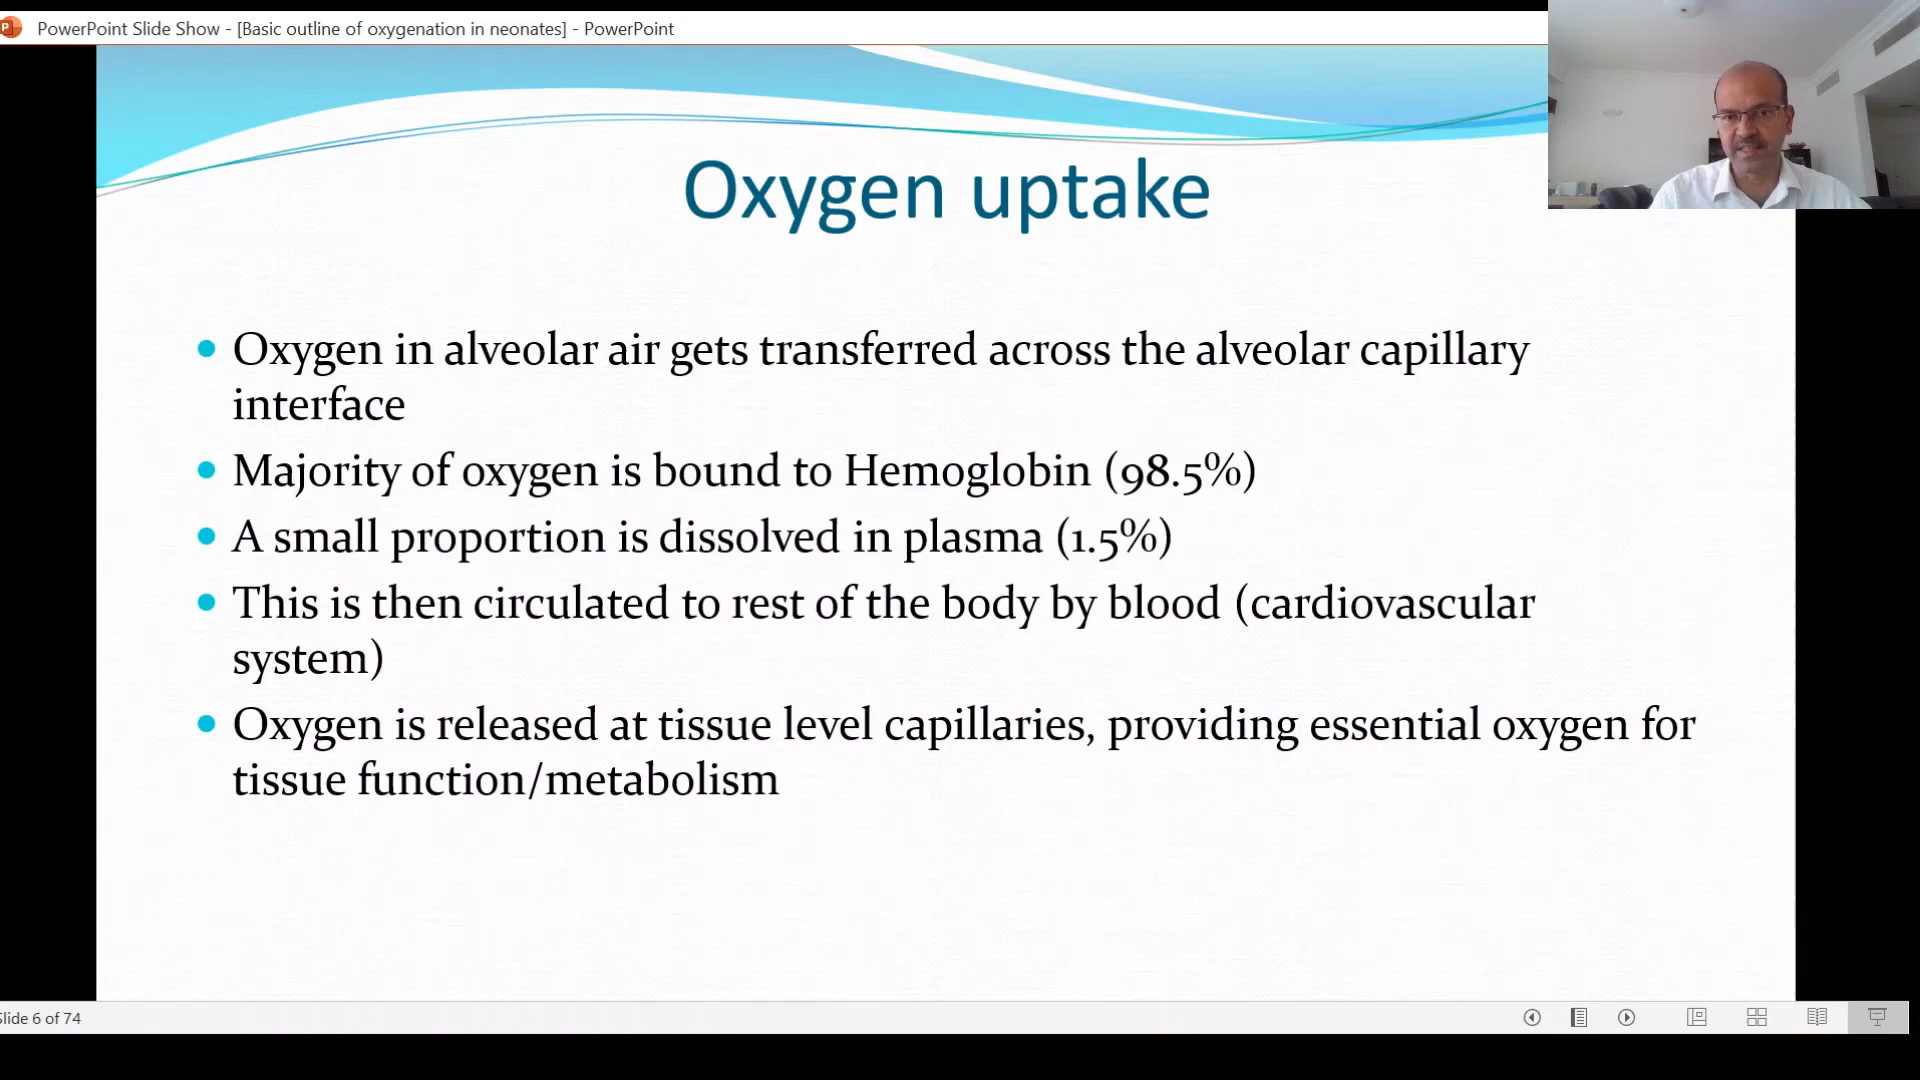 PowerPoint Slide Show - [Basic outline of oxygenation in neonates] - PowerPoint
Oxygen uptake
Oxygen in alveolar air gets transferred across the alveolar capillary
interface
Majority of oxygen is bound to Hemoglobin (98.5%)
A small proportion is dissolved in plasma (1.5%)
This is then circulated to rest of the body by blood (cardiovascular
system)
Oxygen is released at tissue level capillaries, providing essential oxygen for
tissue function/metabolism
Slide 6 of 74